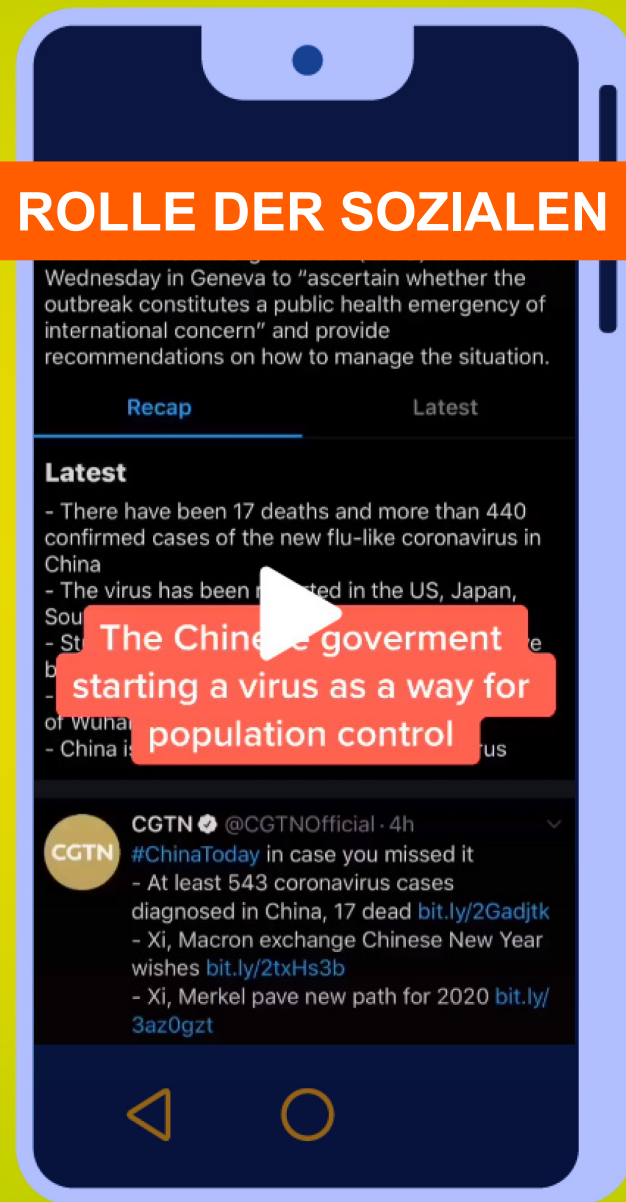 ROLLE DER SOZIALEN
Wednesday in Geneva to “ascertain whether the
outbreak constitutes a public health emergency of
international concern” and provide
recommendations on how to manage the situation.
Recap Latest
Latest
- There have been 17 deaths and more than 440
confirmed cases of the new flu-like coronavirus in
China
- The virus has been in the US, Japan,
The Chinese goverment
starting a virus as a way for
population control
of Wuhan
- China
CGTN
CGTN @CGTNOfficial · 4h
#ChinaToday in case you missed it
- At least 543 coronavirus cases
diagnosed in China, 17 dead bit.ly/2Gadjtk
- Xi, Macron exchange Chinese New Year
wishes bit.ly/2txHs3b
- Xi, Merkel pave new path for 2020 bit.ly/
3az0gzt